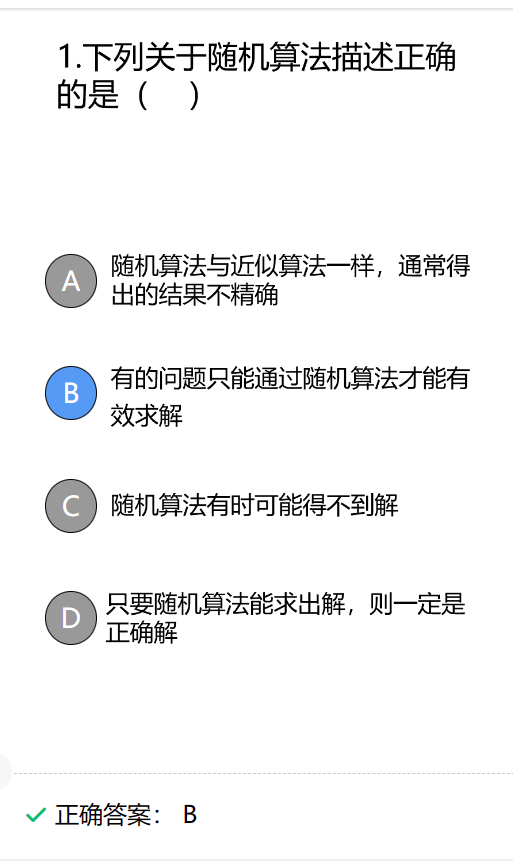 1.下列关于随机算法描述正确
的是（    ）
A
随机算法与近似算法一样，通常得
出的结果不精确
B
有的问题只能通过随机算法才能有
效求解
C
随机算法有时可能得不到解
D
只要随机算法能求出解，则一定是
正确解
正确答案： B